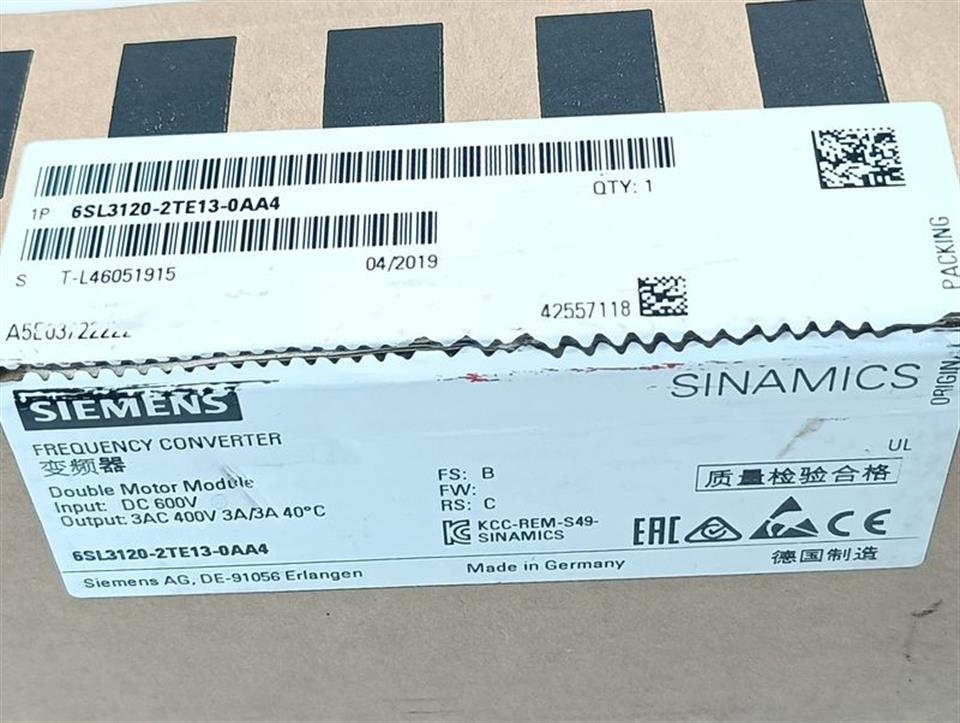 QTY: 1
1P 6SL3120-2TE13-0AA4
S T-L46051915 04/2019
42557118
PACKING
ORIGIN
SIEMENS
SINAMICS
FREQUENCY CONVERTER
变频器
UL
Double Motor Module
Input: DC 600V
Output: 3AC 400V 3A/3A 40°C
6SL3120-2TE13-0AA4
Siemens AG, DE-91056 Erlangen
FS: B
FW:
RS: C
KCC-REM-S49-
SINAMICS
Made in Germany
质量检验合格
EAC CE
德国制造